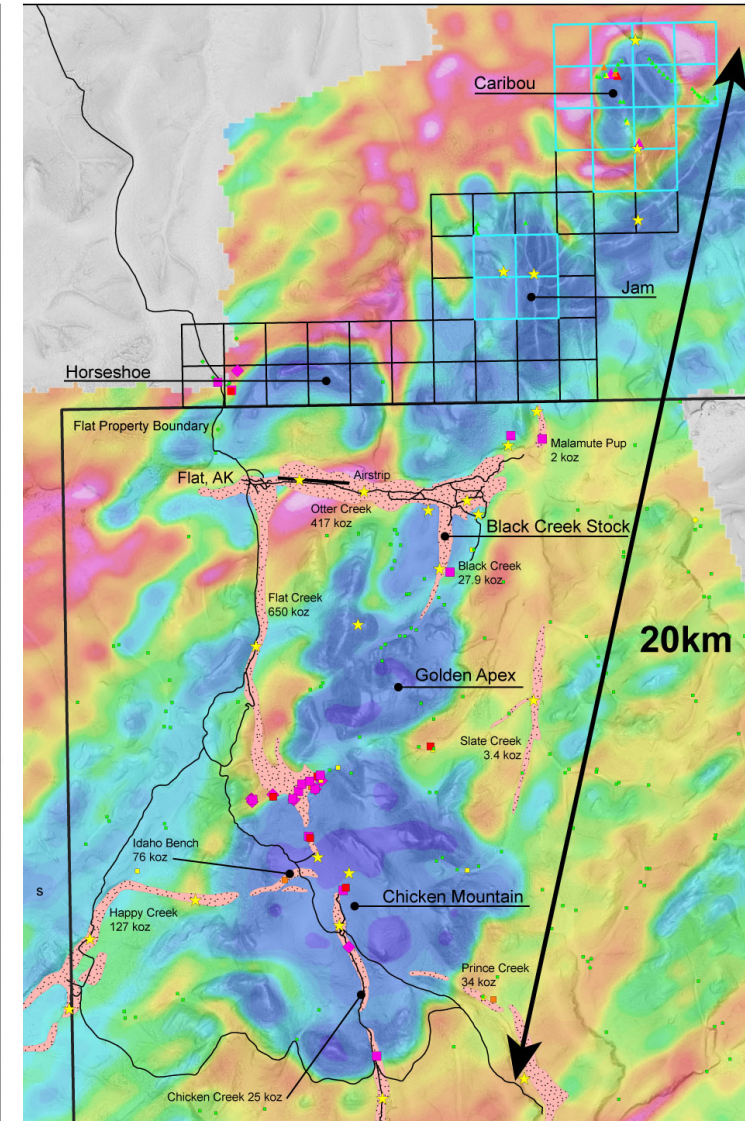 Caribou
Jam
Horseshoe
Flat Property Boundary
Malamute Pup
2 koz
Flat, AK
Airstrip
Otter Creek
417 koz
Black Creek Stock
Black Creek
27.9 koz
Flat Creek
650 koz
20km
Golden Apex
Slate Creek
3.4 koz
Idaho Bench
76 koz
S
Chicken Mountain
Happy Creek
127 koz
Prince Creek
34 koz
Chicken Creek 25 koz